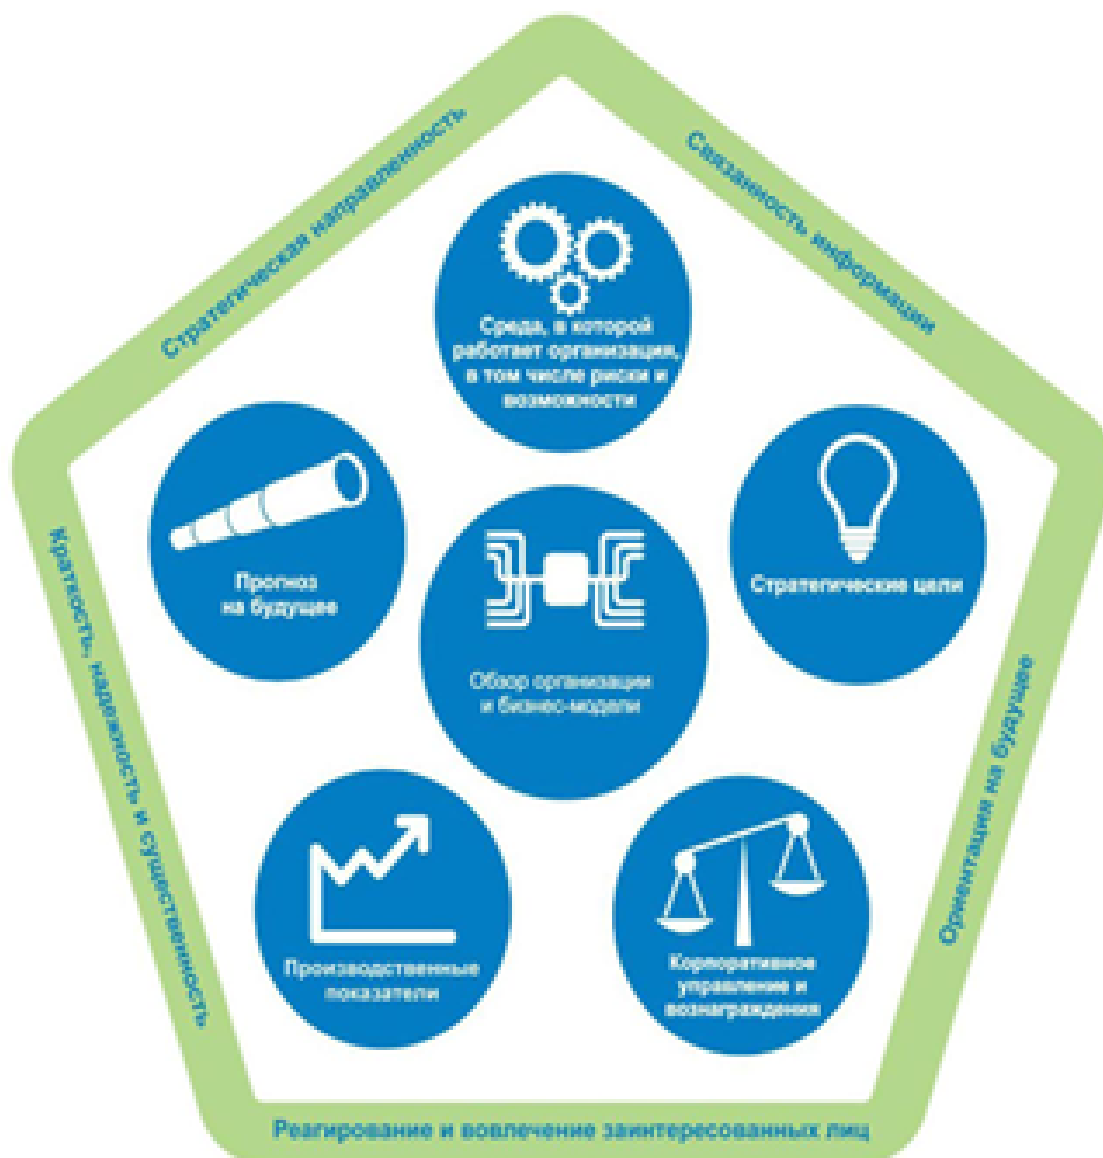 Стратегическая направленность
Связанность информации
Среда, в которой
работает организация,
в том числе риски и
возможности
Прогноз
на будущее
Стратегические цели
Обзор организации
и бизнес-модели
Краткость, надежность и существенность
Ориентация на будущее
Производственные
показатели
Корпоративное
управление и
вознаграждения
Реагирование и вовлечение заинтересованных лиц